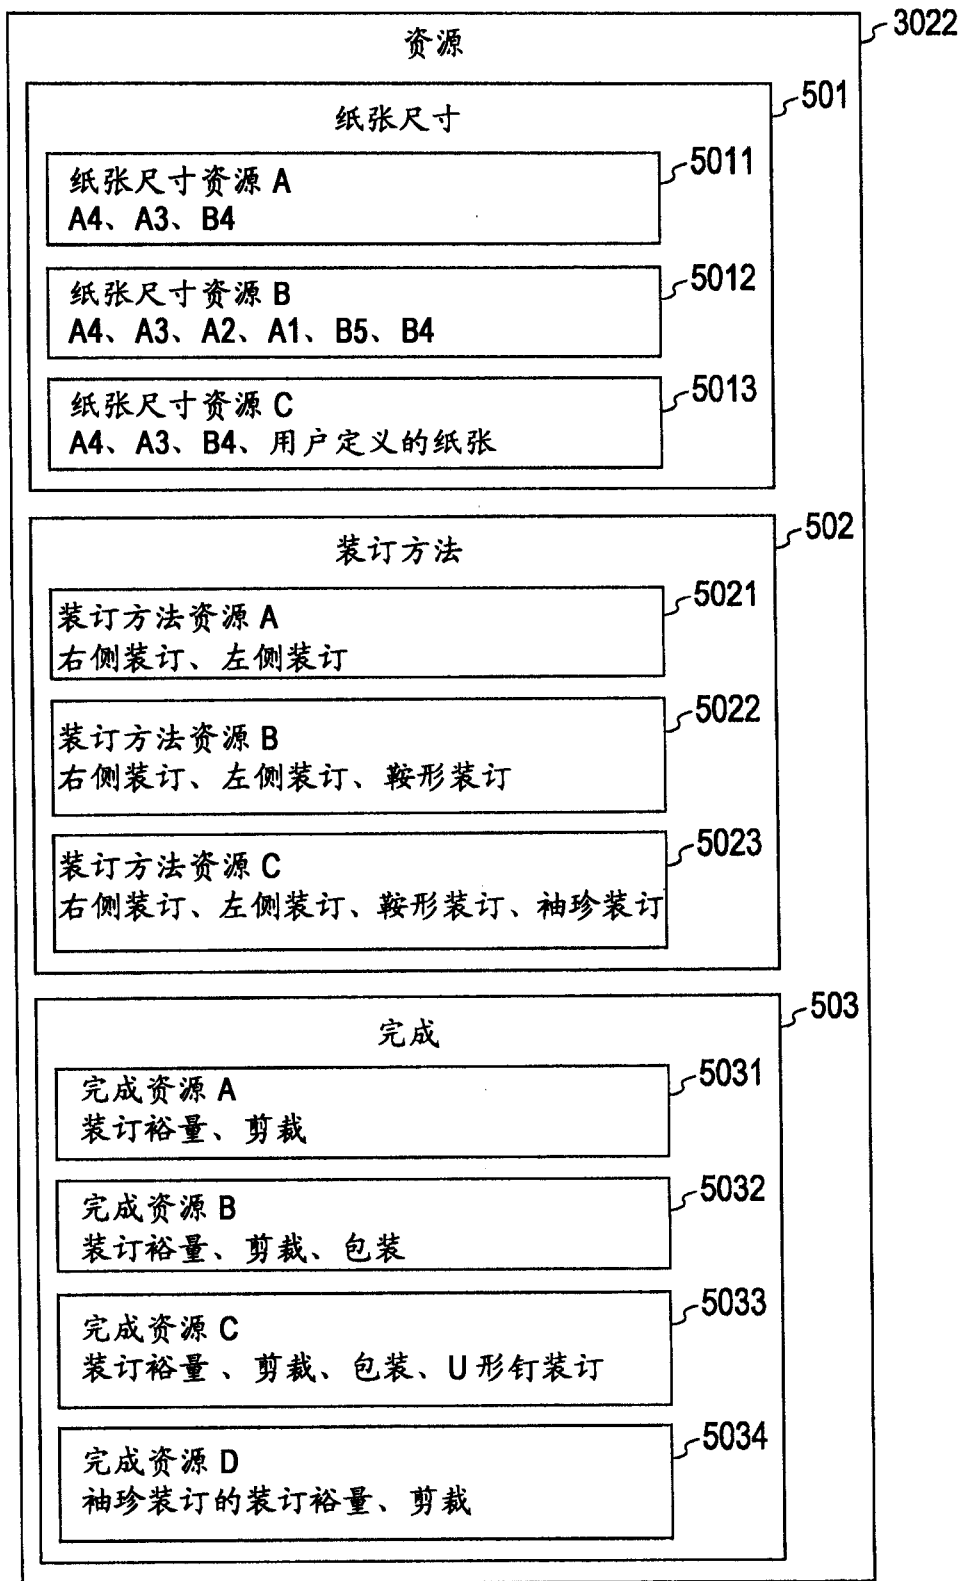 资源
3022
纸张尺寸
501
纸张尺寸资源 A
A4、A3、B4
5011
纸张尺寸资源 B
A4、A3、A2、A1、B5、B4
5012
纸张尺寸资源 C
A4、A3、B4、用户定义的纸张
5013
装订方法
502
装订方法资源 A
右侧装订、左侧装订
5021
装订方法资源 B
右侧装订、左侧装订、鞍形装订
5022
装订方法资源 C
右侧装订、左侧装订、鞍形装订、袖珍装订
5023
完成
503
完成资源 A
装订裕量、剪裁
5031
完成资源 B
装订裕量、剪裁、包装
5032
完成资源 C
装订裕量、剪裁、包装、U 形钉装订
5033
完成资源 D
袖珍装订的装订裕量、剪裁
5034